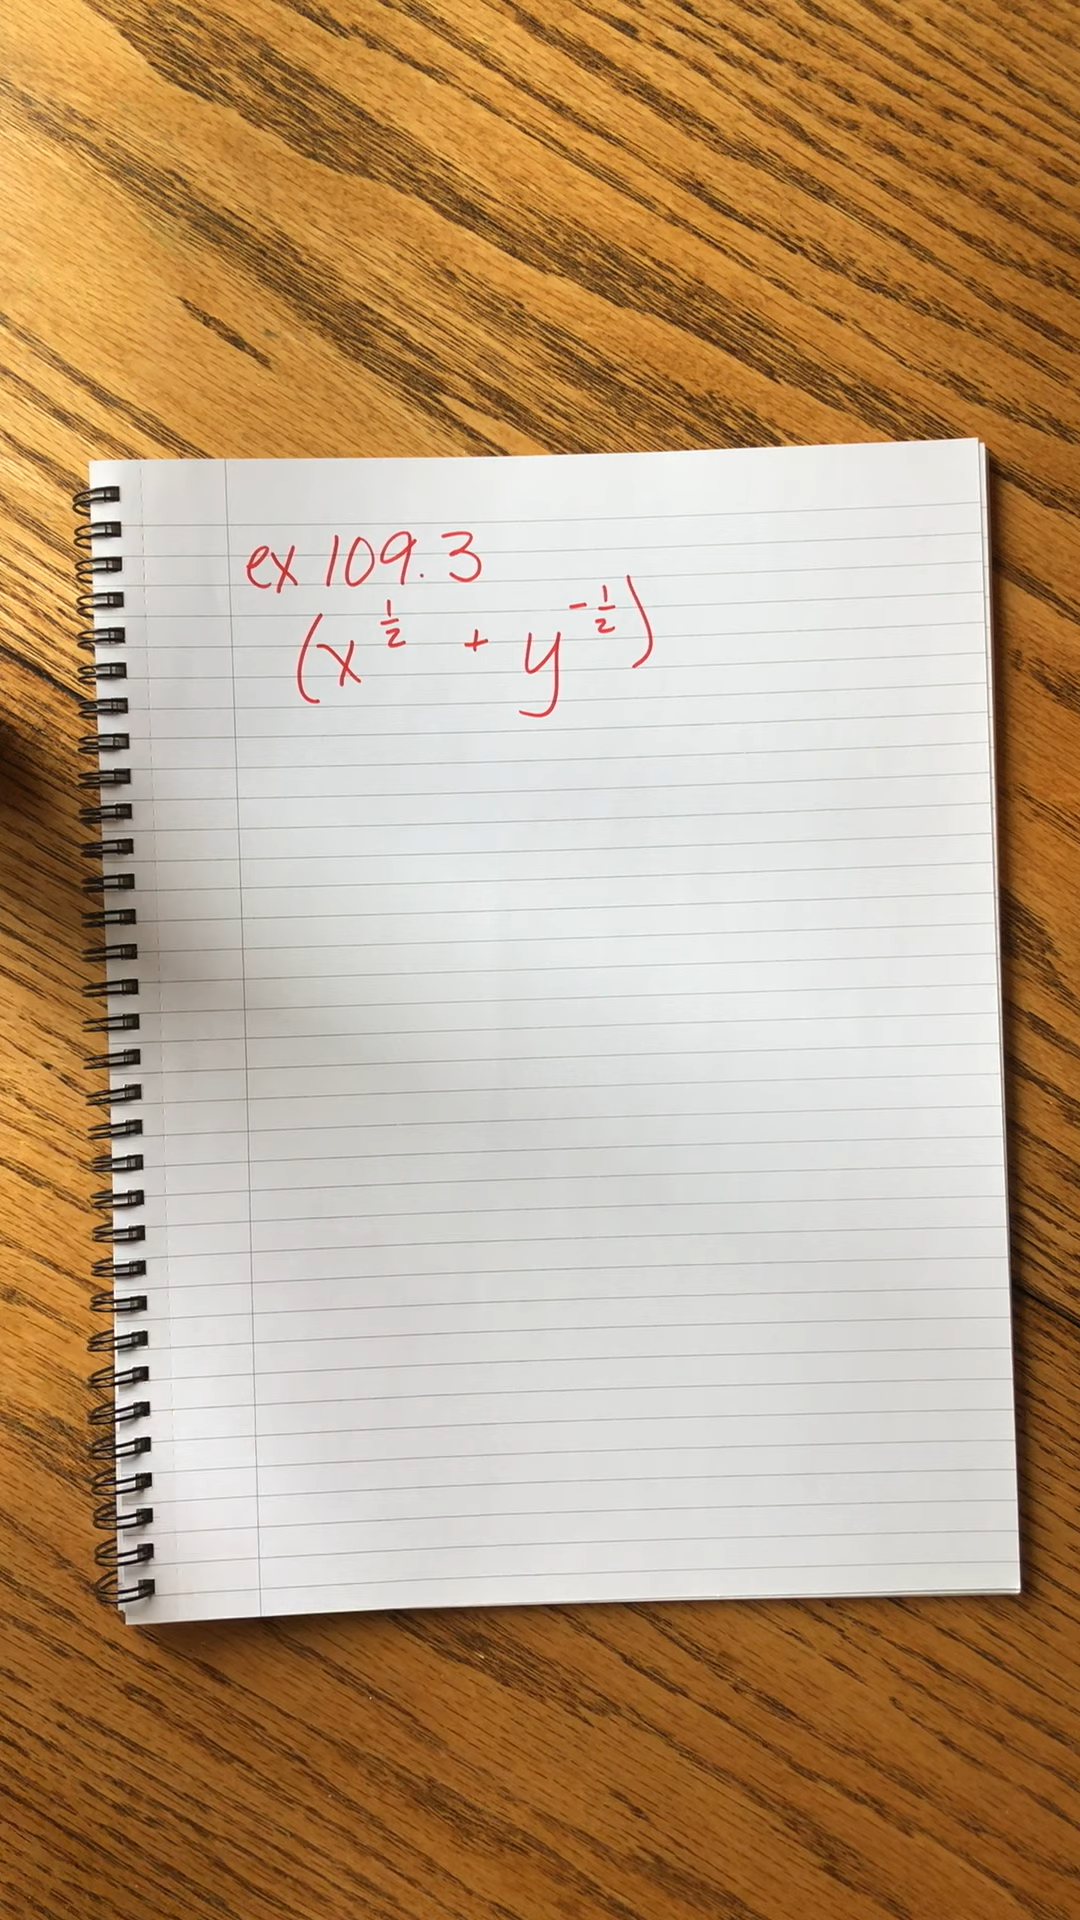 ex 109.3
(x^{1/2} + y^{-1/2})